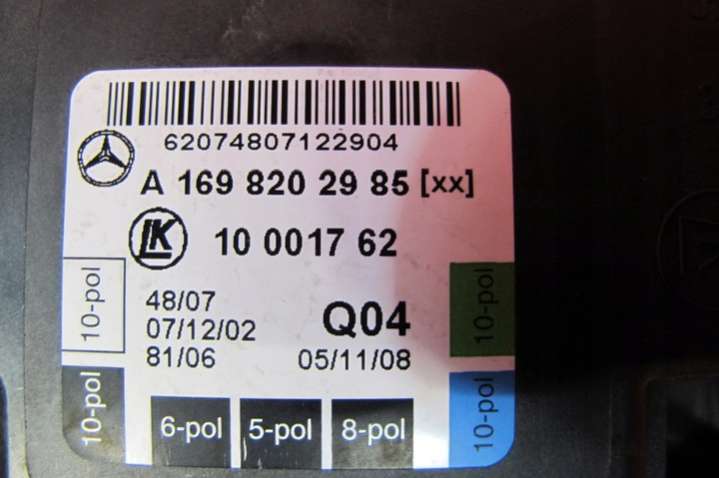 62074807122904
A 169 820 29 85 [xx]
LK 10 0017 62
48/07
07/12/02
81/06
Q04
05/11/08
10-pol
10-pol
10-pol
10-pol
6-pol
5-pol
8-pol